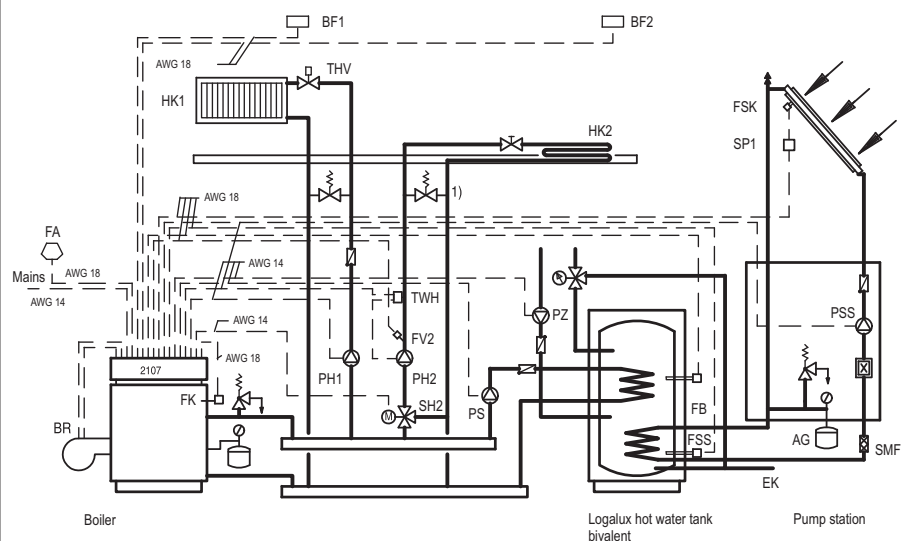 BF1
BF2
AWG 18
THV
HK1
FSK
HK2
SP1
1)
AWG 18
FA
Mains
AWG 18
AWG 14
AWG 14
TWH
PZ
PSS
AWG 14
FV2
2107
AWG 18
PH1
PH2
SH2
M
FK
PS
FB
BR
FSS
AG
SMF
EK
Boiler
Logalux hot water tank
bivalent
Pump station